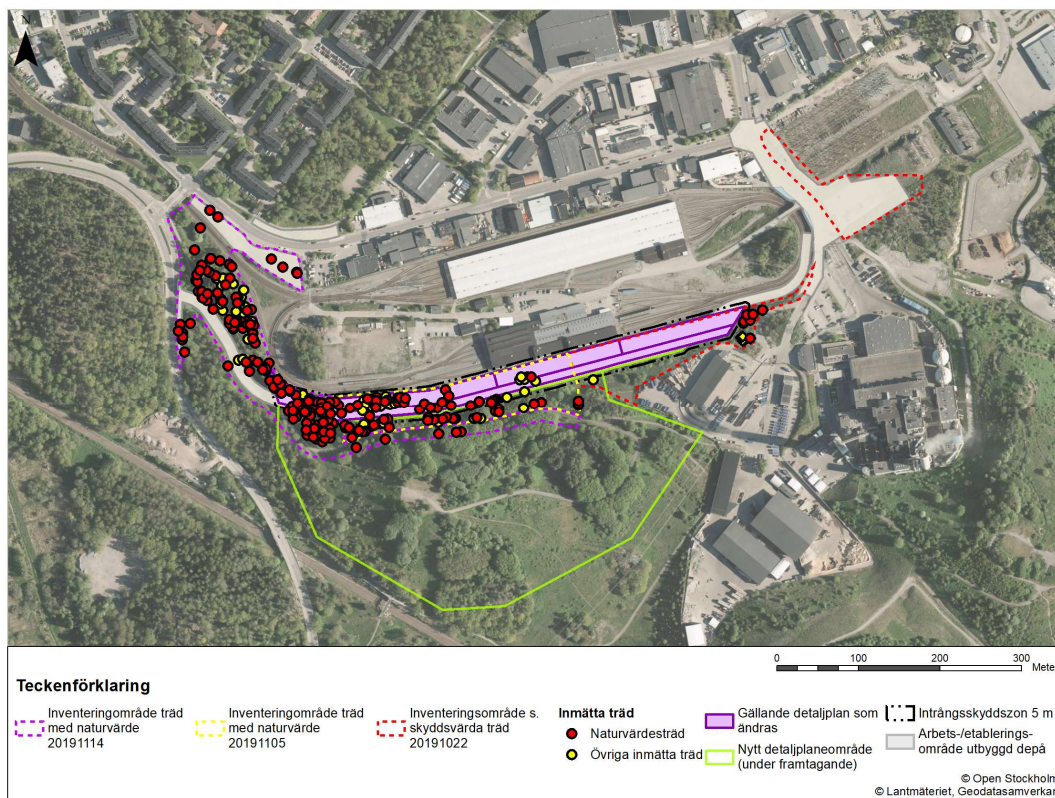 N
0 100 200 300
Mete
Teckenförklaring
Inventeringområde träd
med naturvärde
20191114
Inventeringområde träd
med naturvärde
20191105
Inventeringsområde s.
skyddsvärda träd
20191022
Inmätta träd
Naturvärdesträd
Övriga inmätta träd
Gällande detaljplan som
ändras
Nytt detaljplaneområde
(under framtagande)
Intrångsskyddszon 5 m
Arbets-/etablerings-
område utbyggd depå
© Open Stockholm
© Lantmäteriet, Geodatasamverkan